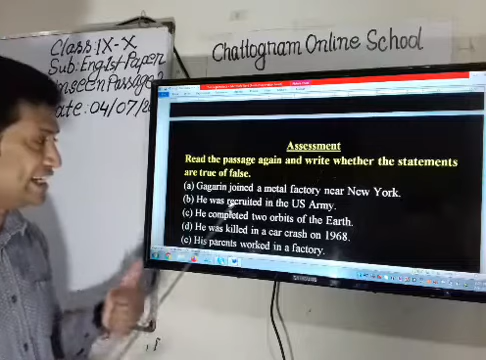 Class:IX-X
Sub:Eng.1st Paper
Unseen Passage
Date:04/07/20
Chattogram Online School
Assessment
Read the passage again and write whether the statements
are true of false.
(a) Gagarin joined a metal factory near New York.
(b) He was recruited in the US Army.
(c) He completed two orbits of the Earth.
(d) He was killed in a car crash on 1968.
(e) His parents worked in a factory.
SAMSUNG